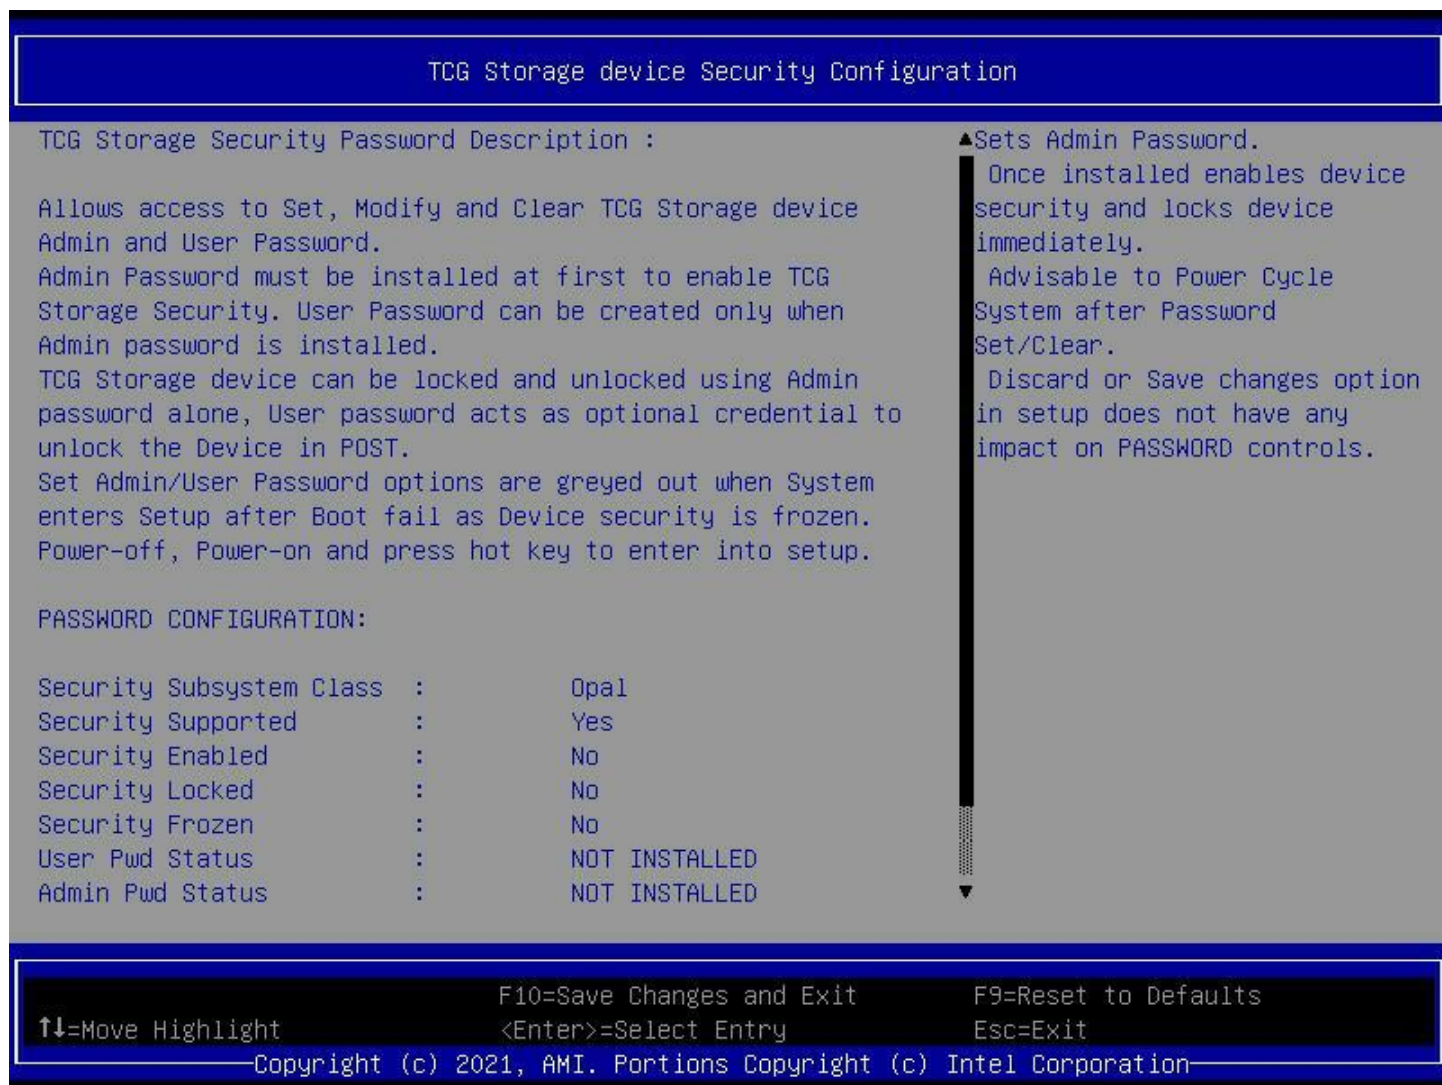 TCG Storage device Security Configuration
TCG Storage Security Password Description :
Allows access to Set, Modify and Clear TCG Storage device
Admin and User Password.
Admin Password must be installed at first to enable TCG
Storage Security. User Password can be created only when
Admin password is installed.
TCG Storage device can be locked and unlocked using Admin
password alone, User password acts as optional credential to
unlock the Device in POST.
Set Admin/User Password options are greyed out when System
enters Setup after Boot fail as Device security is frozen.
Power-off, Power-on and press hot key to enter into setup.
PASSWORD CONFIGURATION:
Security Subsystem Class : Opal
Security Supported : Yes
Security Enabled : No
Security Locked : No
Security Frozen : No
User Pwd Status : NOT INSTALLED
Admin Pwd Status : NOT INSTALLED
Sets Admin Password.
Once installed enables device
security and locks device
immediately.
Advisable to Power Cycle
System after Password
Set/Clear.
Discard or Save changes option
in setup does not have any
impact on PASSWORD controls.
F10=Save Changes and Exit F9=Reset to Defaults
↑↓=Move Highlight <Enter>=Select Entry Esc=Exit
Copyright (c) 2021, AMI. Portions Copyright (c) Intel Corporation